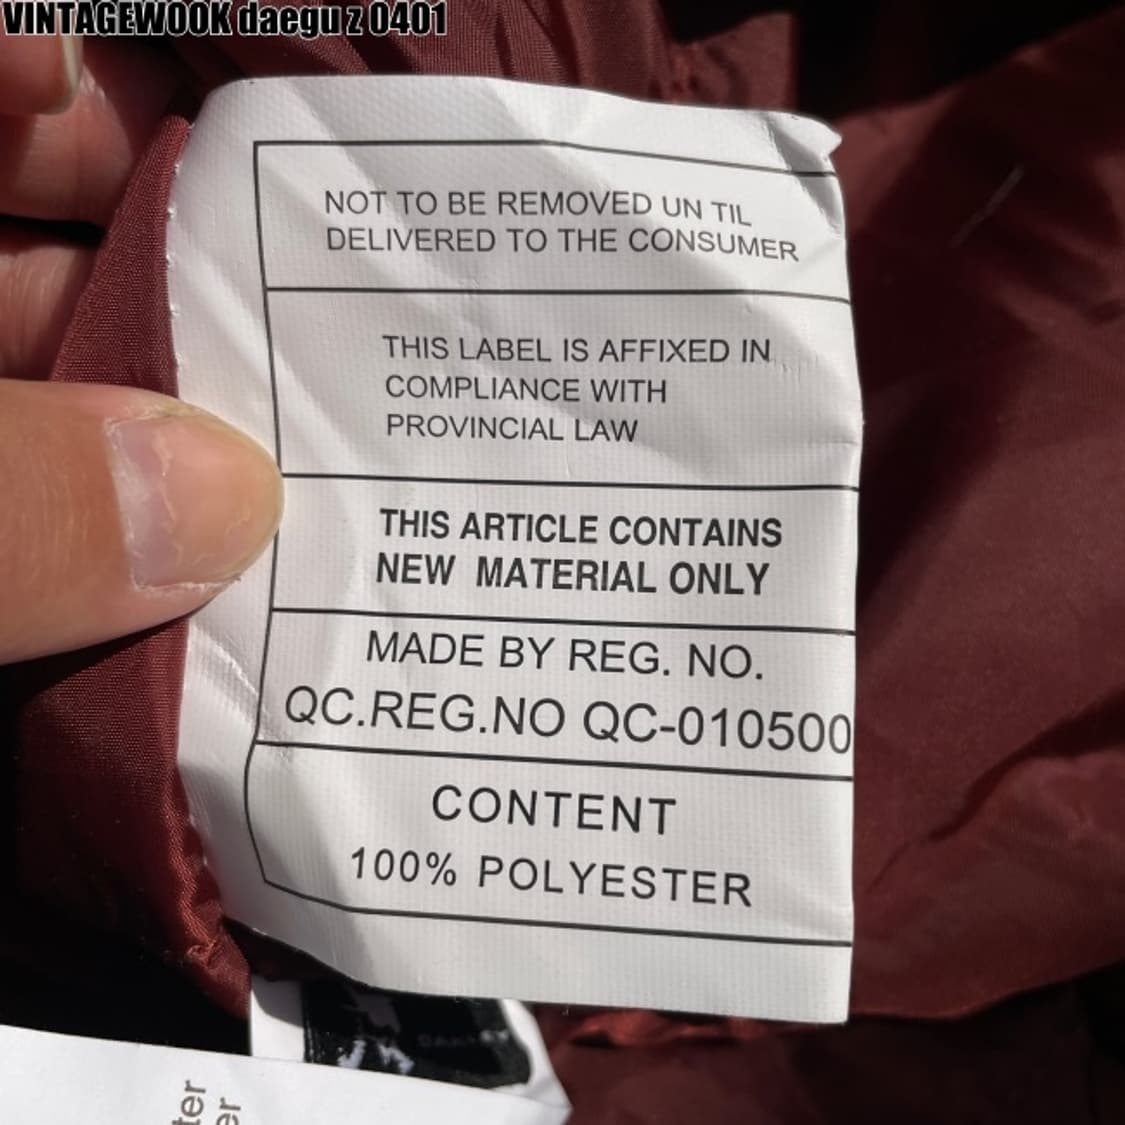 VINTAGEWOOK daegu z 0401
NOT TO BE REMOVED UN TIL
DELIVERED TO THE CONSUMER
THIS LABEL IS AFFIXED IN
COMPLIANCE WITH
PROVINCIAL LAW
THIS ARTICLE CONTAINS
NEW MATERIAL ONLY
MADE BY REG. NO.
QC.REG.NO QC-010500
CONTENT
100% POLYESTER
ter
er